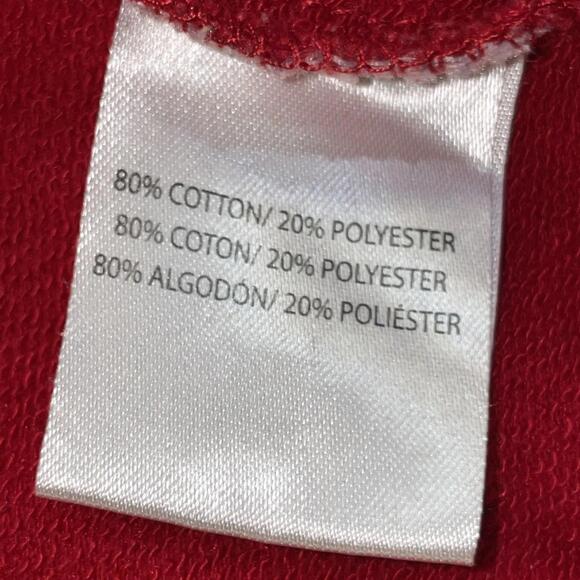 80% COTTON/ 20% POLYESTER
80% COTON/ 20% POLYESTER
80% ALGODÓN/ 20% POLIÉSTER